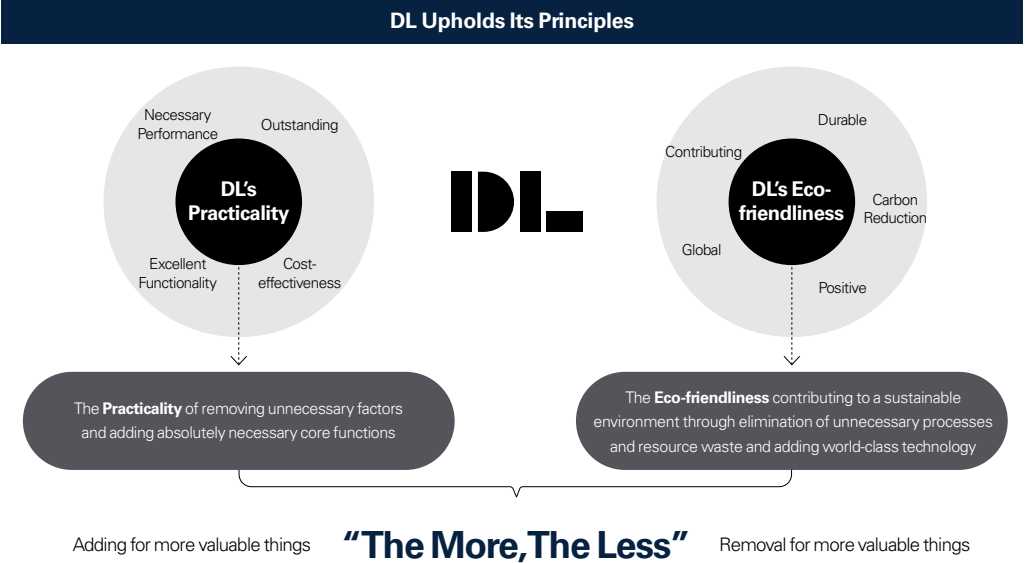 DL Upholds Its Principles
Necessary
Performance
Outstanding
DL's
Practicality
Excellent
Functionality
Cost-
effectiveness
DL
Durable
Contributing
DL's Eco-
friendliness
Carbon
Reduction
Global
Positive
The Practicality of removing unnecessary factors
and adding absolutely necessary core functions
The Eco-friendliness contributing to a sustainable
environment through elimination of unnecessary processes
and resource waste and adding world-class technology
Adding for more valuable things
“The More,The Less”
Removal for more valuable things